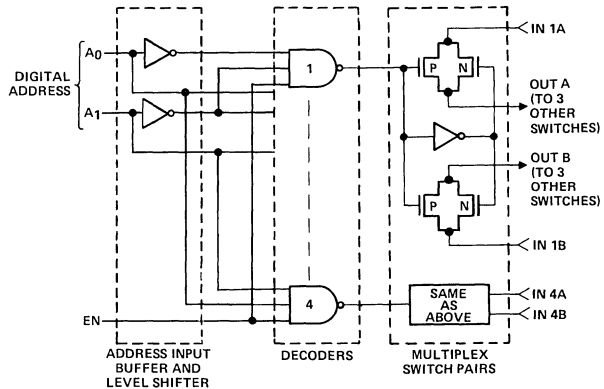 DIGITAL
ADDRESS
A0
A1
EN
1
4
P N
P N
IN 1A
OUT A
(TO 3
OTHER
SWITCHES)
OUT B
(TO 3
OTHER
SWITCHES)
IN 1B
SAME
AS
ABOVE
IN 4A
IN 4B
ADDRESS INPUT
BUFFER AND
LEVEL SHIFTER
DECODERS
MULTIPLEX
SWITCH PAIRS